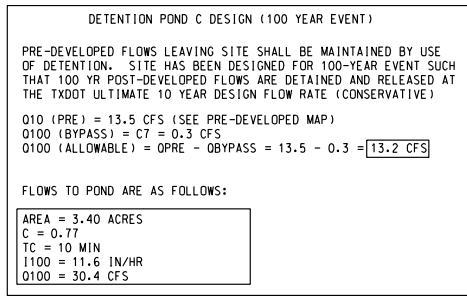 DETENTION POND C DESIGN (100 YEAR EVENT)
PRE-DEVELOPED FLOWS LEAVING SITE SHALL BE MAINTAINED BY USE
OF DETENTION. SITE HAS BEEN DESIGNED FOR 100-YEAR EVENT SUCH
THAT 100 YR POST-DEVELOPED FLOWS ARE DETAINED AND RELEASED AT
THE TXDOT ULTIMATE 10 YEAR DESIGN FLOW RATE (CONSERVATIVE)
Q10 (PRE) = 13.5 CFS (SEE PRE-DEVELOPED MAP)
Q100 (BYPASS) = C7 = 0.3 CFS
Q100 (ALLOWABLE) = QPRE - QBYPASS = 13.5 - 0.3 = 13.2 CFS
FLOWS TO POND ARE AS FOLLOWS:
AREA = 3.40 ACRES
C = 0.77
TC = 10 MIN
I100 = 11.6 IN/HR
Q100 = 30.4 CFS